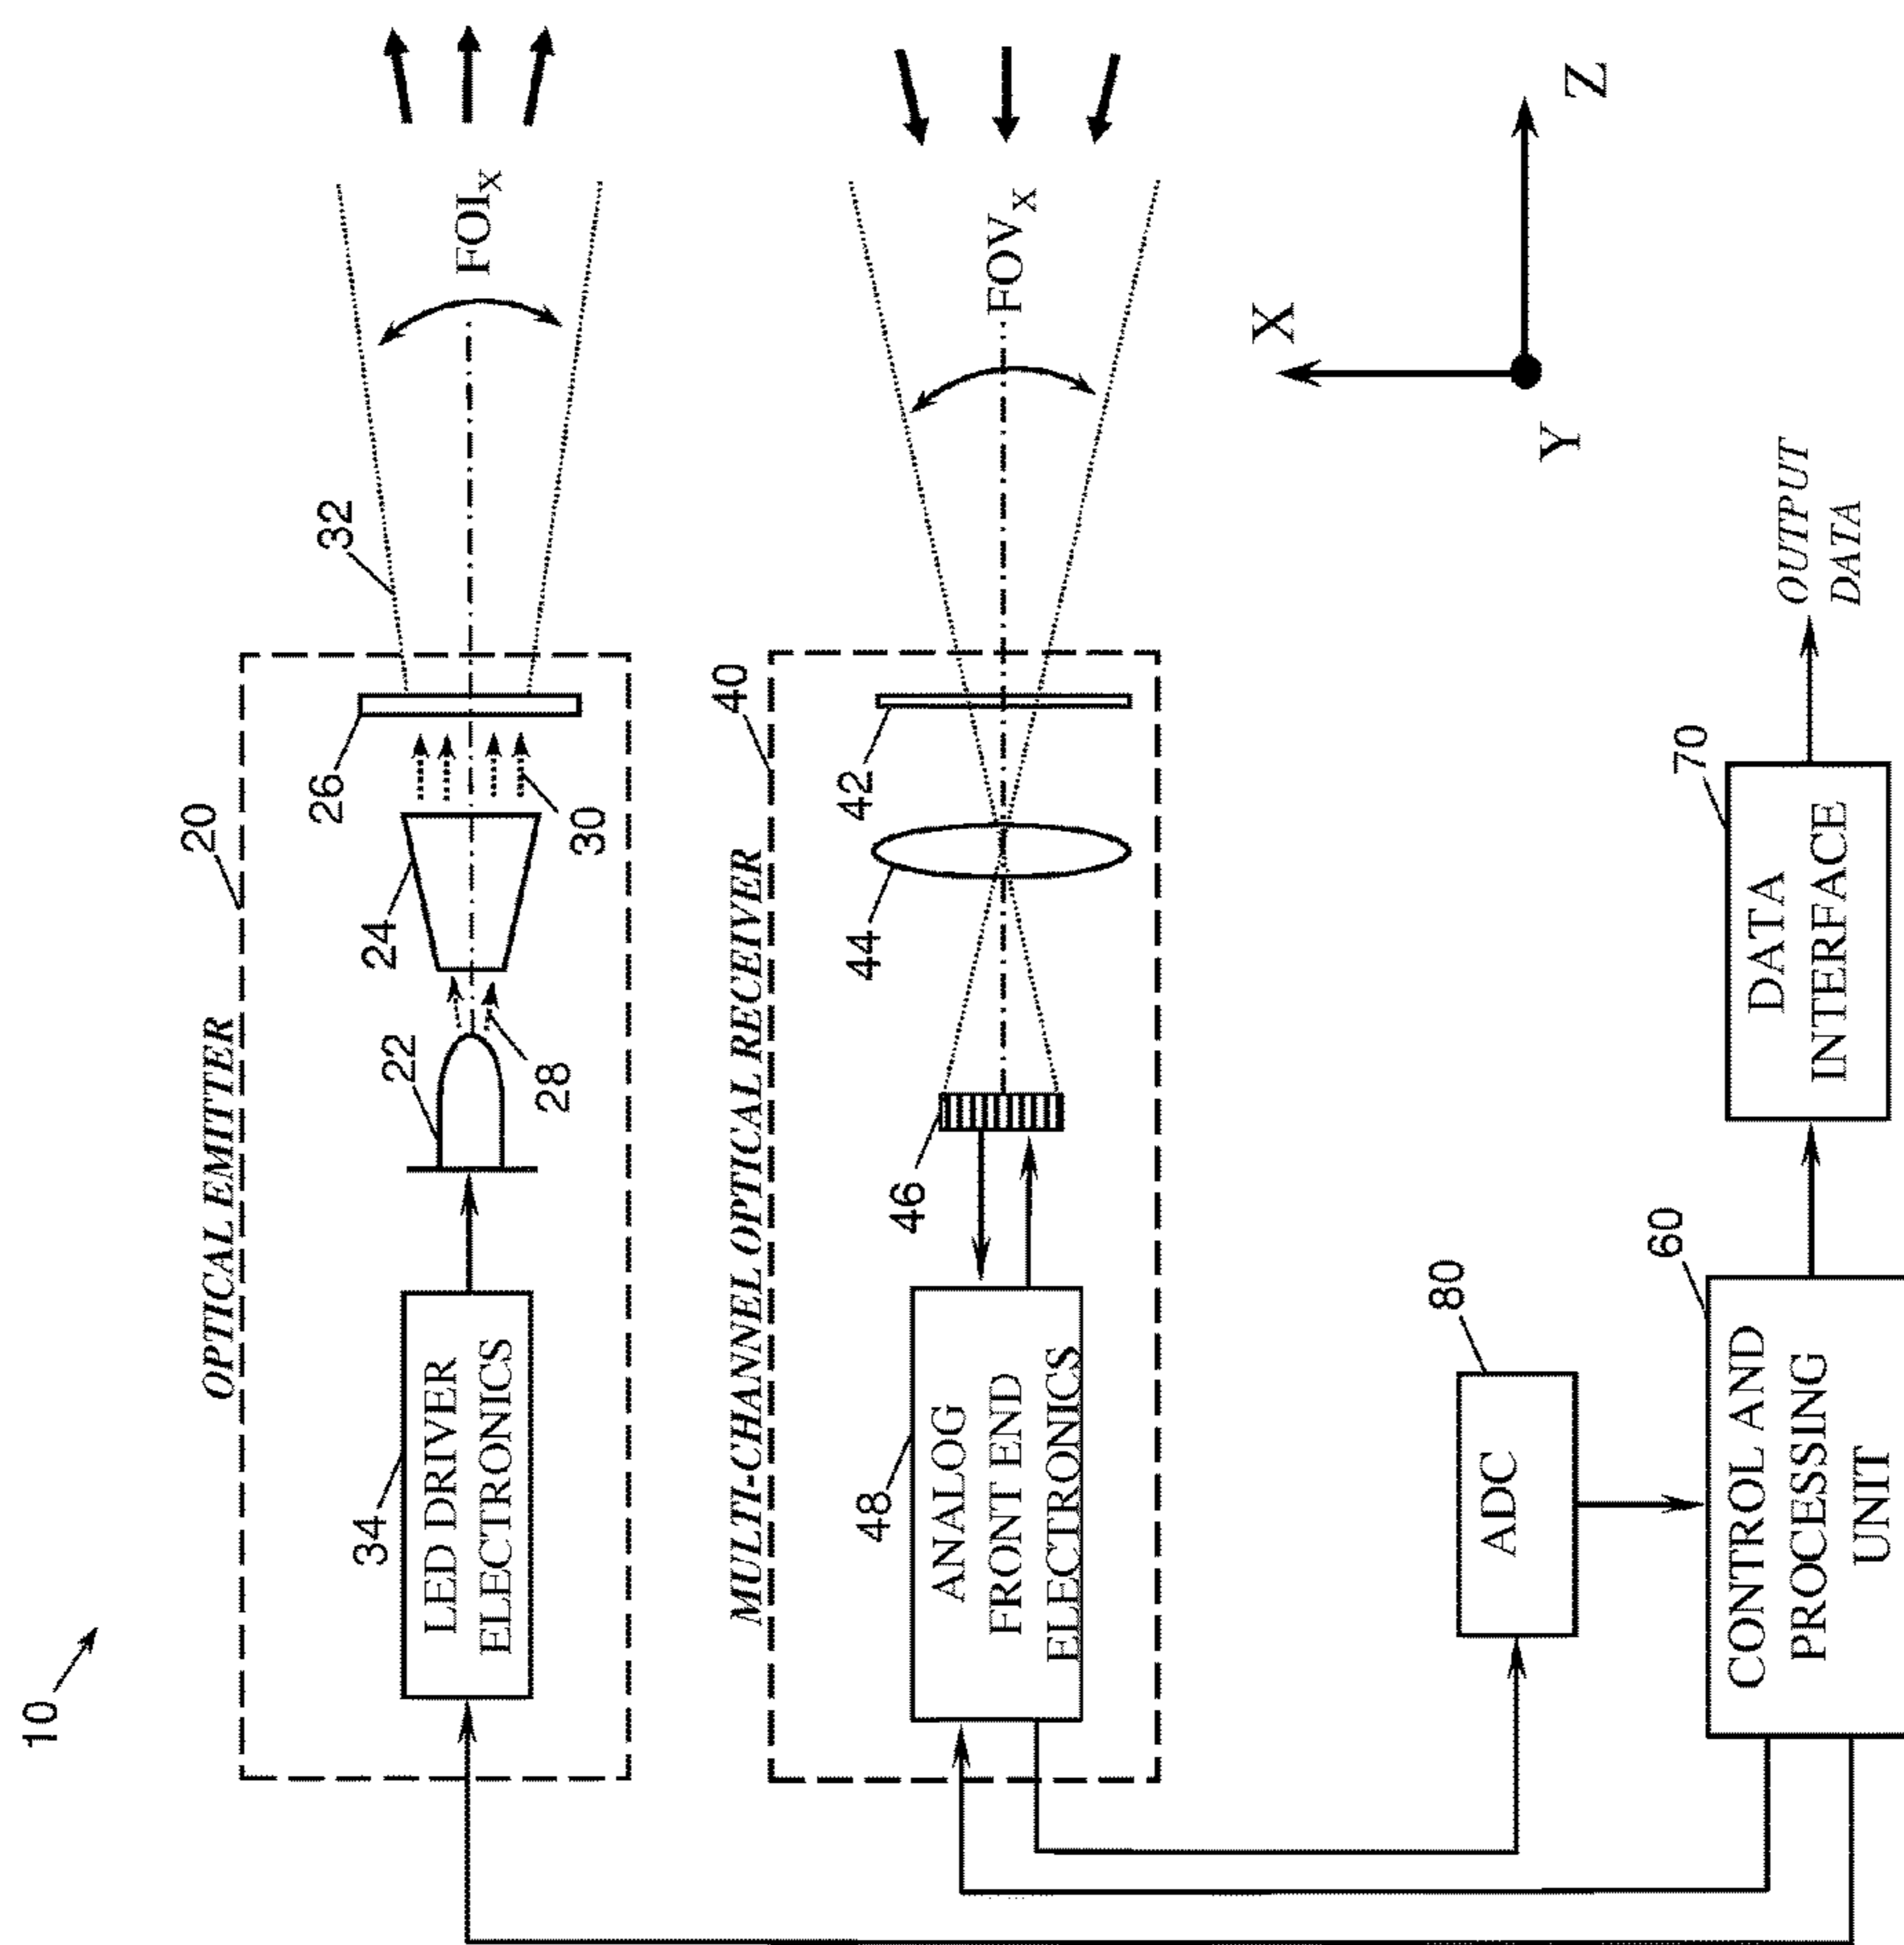 10
OPTICAL EMITTER
20
34
LED DRIVER
ELECTRONICS
22
28
24
30
26
32
FOIX
MULTI-CHANNEL OPTICAL RECEIVER
40
48
ANALOG
FRONT END
ELECTRONICS
46
44
42
FOVX
X
Y
Z
80
ADC
60
CONTROL AND
PROCESSING
UNIT
70
DATA
INTERFACE
OUTPUT
DATA